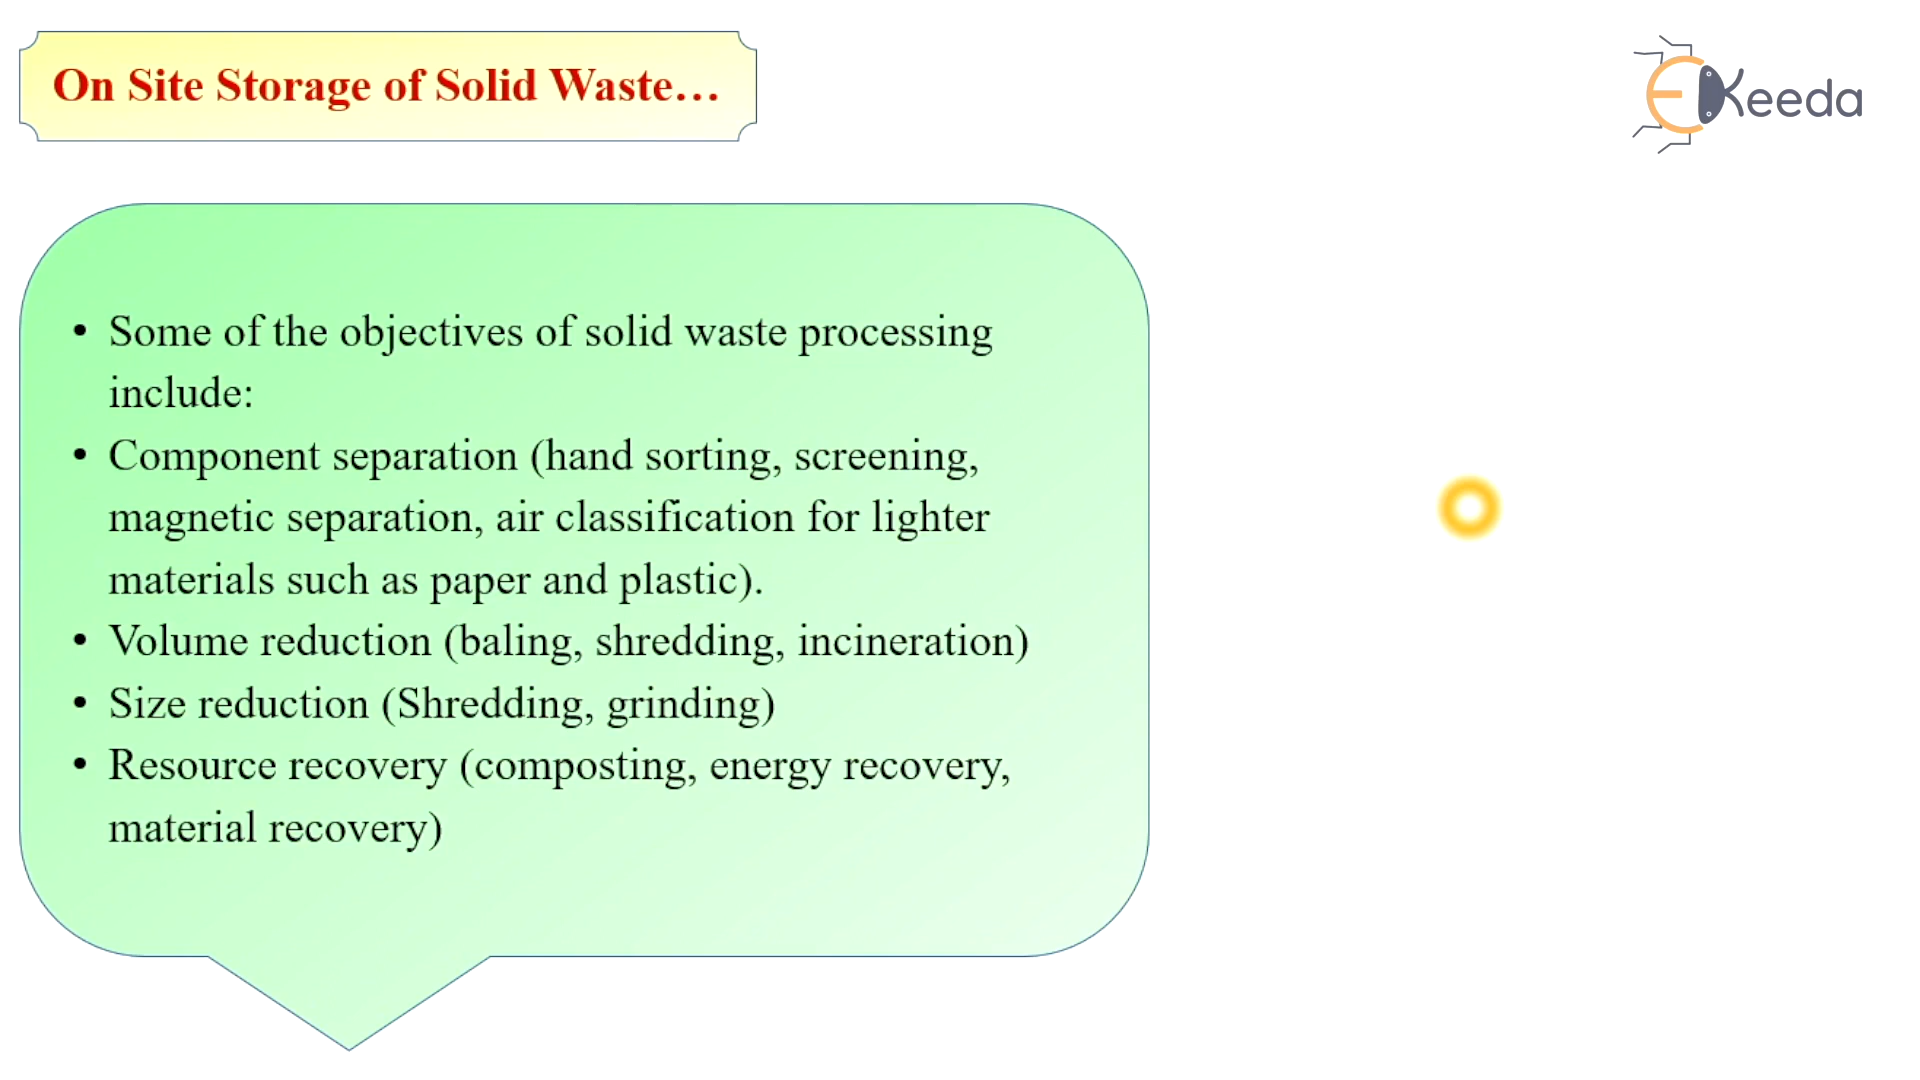 On Site Storage of Solid Waste…
EKeeda
• Some of the objectives of solid waste processing
include:
• Component separation (hand sorting, screening,
magnetic separation, air classification for lighter
materials such as paper and plastic).
• Volume reduction (baling, shredding, incineration)
• Size reduction (Shredding, grinding)
• Resource recovery (composting, energy recovery,
material recovery)